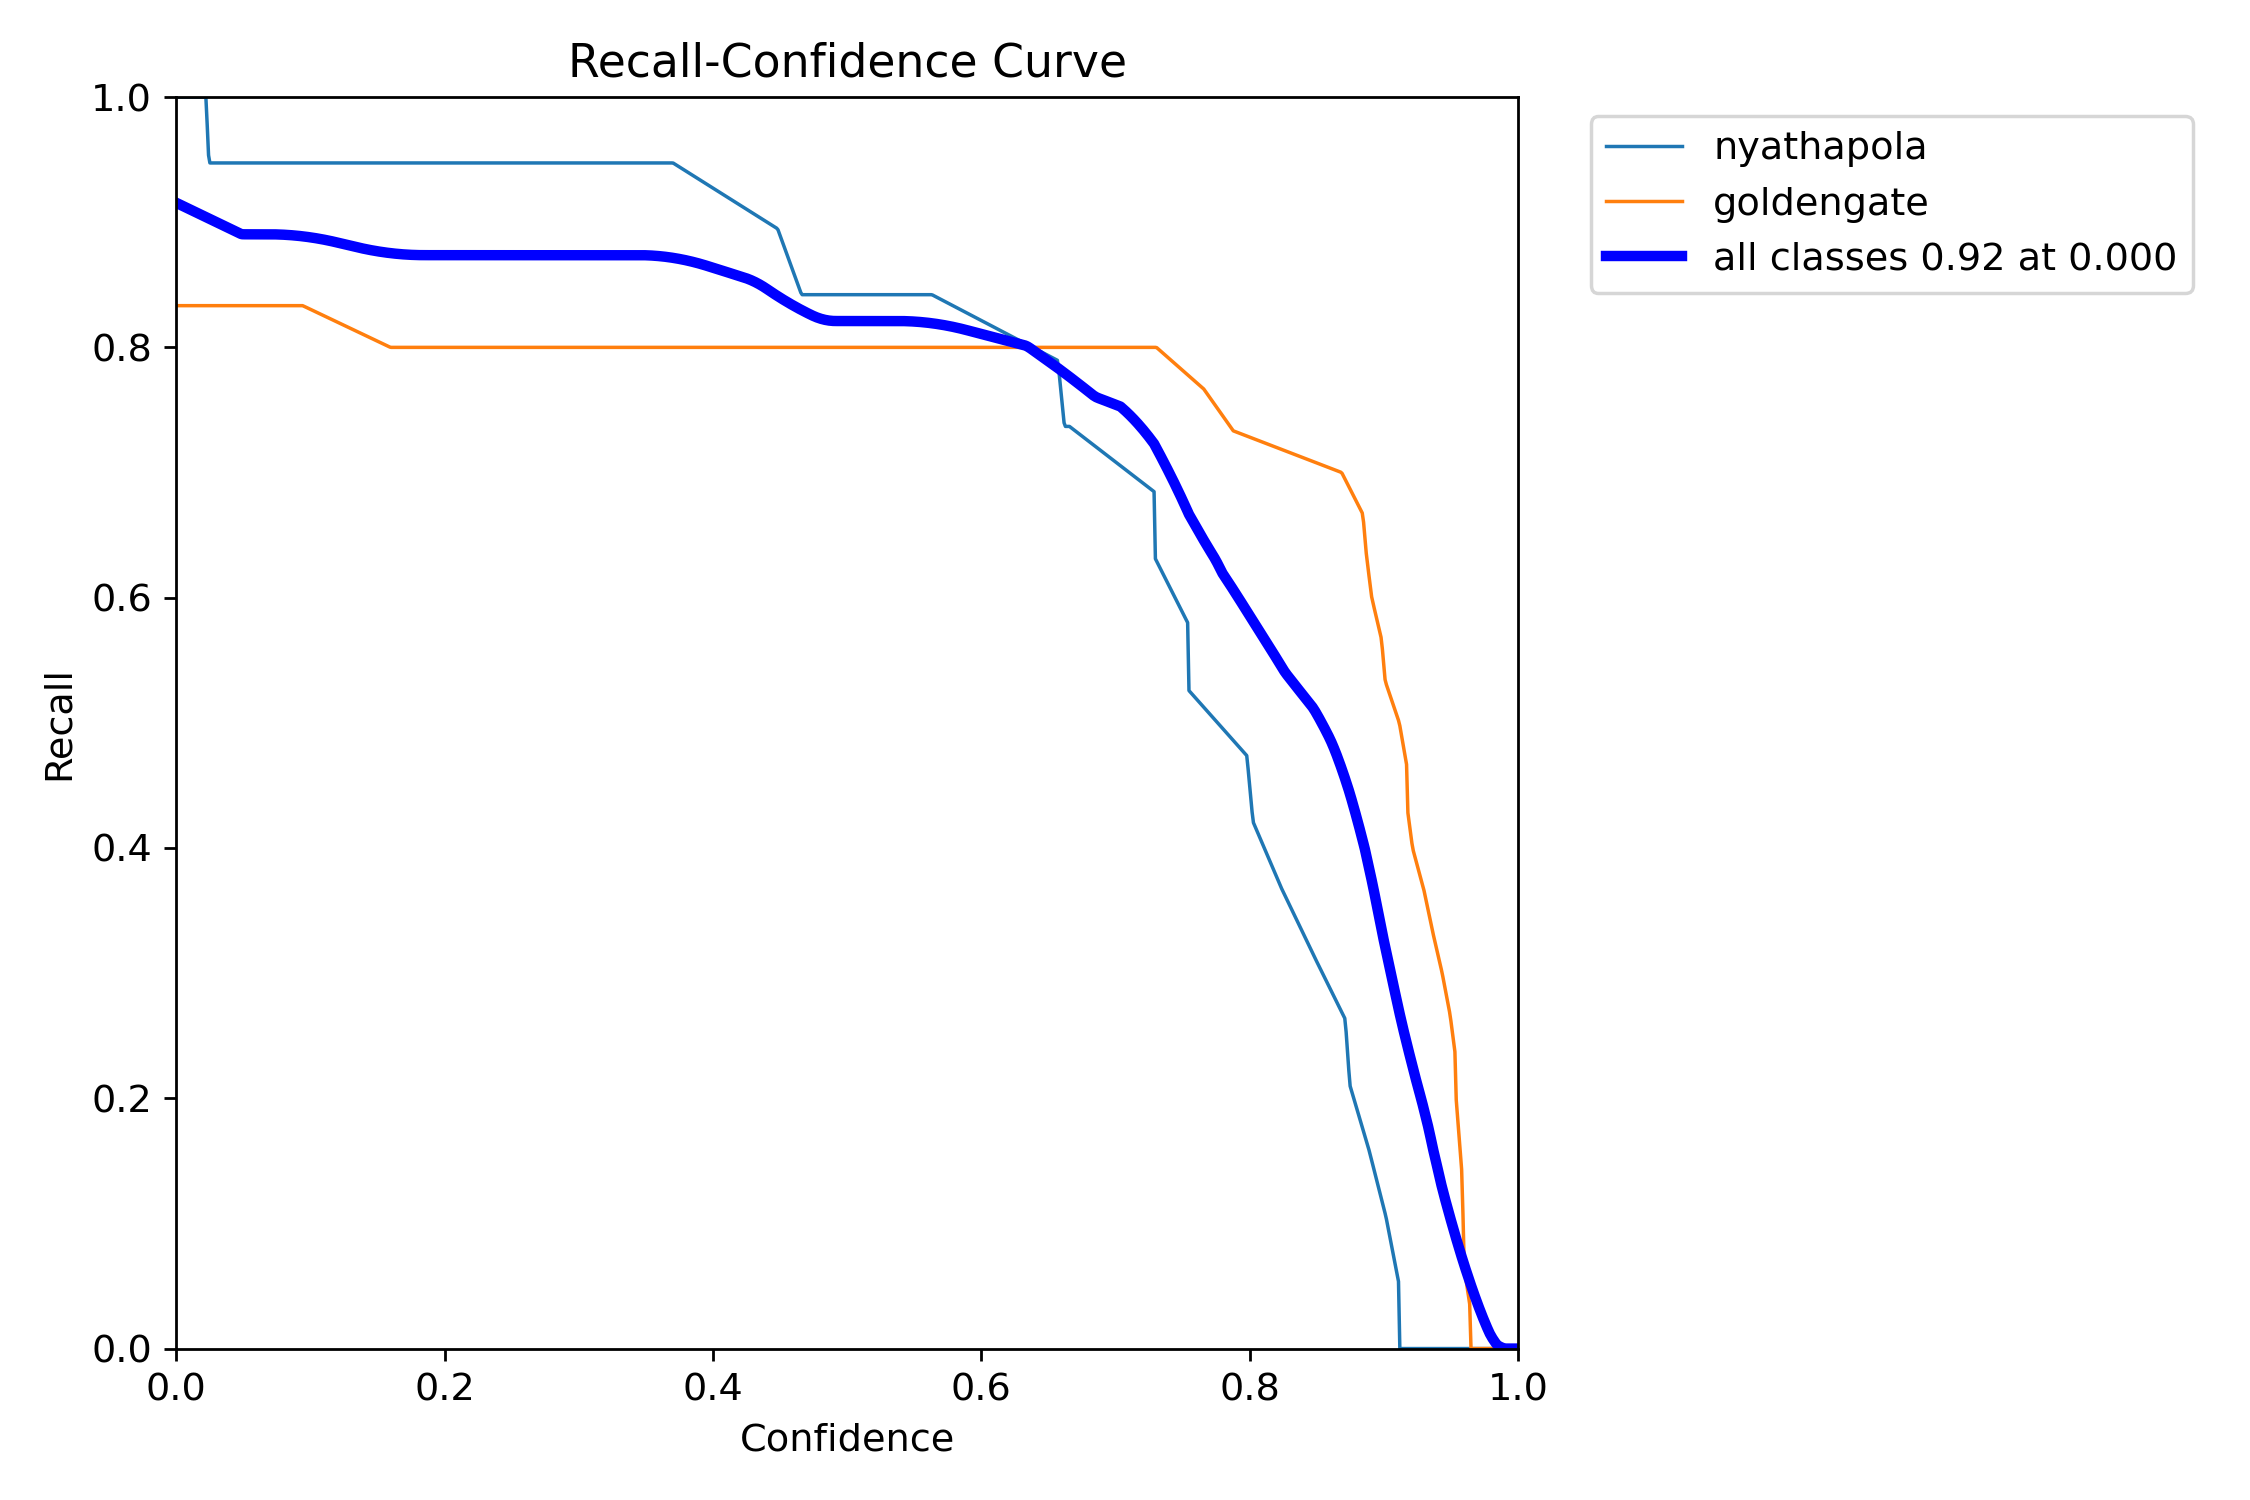 Recall-Confidence Curve
1.0
0.8
0.6
0.4
0.2
0.0
Recall
0.0 0.2 0.4 0.6 0.8 1.0
Confidence
nyathapola
goldengate
all classes 0.92 at 0.000